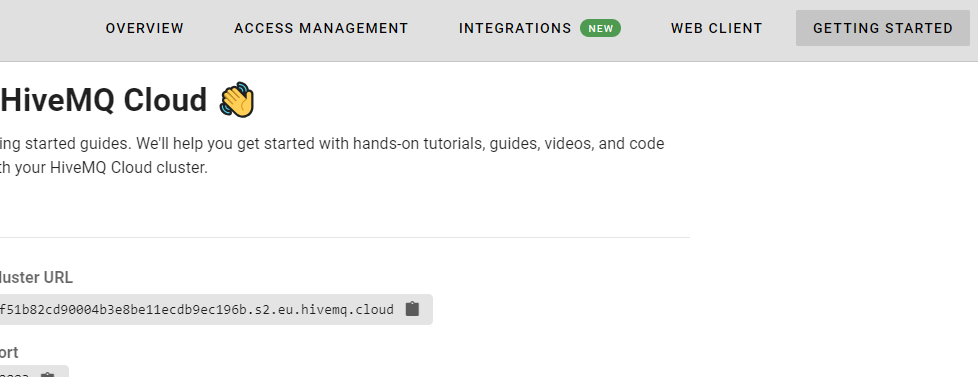 OVERVIEW ACCESS MANAGEMENT INTEGRATIONS NEW WEB CLIENT GETTING STARTED
HiveMQ Cloud
ing started guides. We'll help you get started with hands-on tutorials, guides, videos, and code
th your HiveMQ Cloud cluster.
luster URL
f51b82cd90004b3e8be11ecdb9ec196b.s2.eu.hivemq.cloud
ort